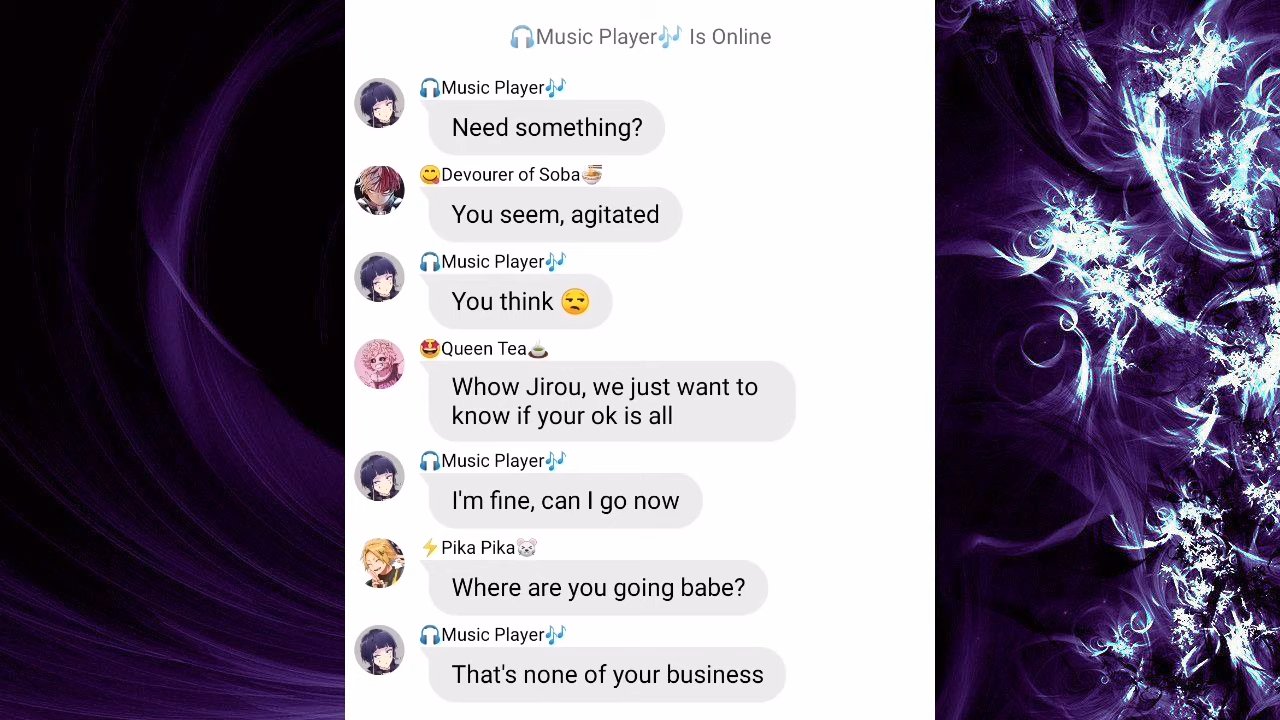 🎧Music Player🎶 Is Online
🎧Music Player🎶
Need something?
😋Devourer of Soba🍜
You seem, agitated
🎧Music Player🎶
You think 😒
🤩Queen Tea🍵
Whow Jirou, we just want to
know if your ok is all
🎧Music Player🎶
I'm fine, can I go now
⚡Pika Pika🐭
Where are you going babe?
🎧Music Player🎶
That's none of your business